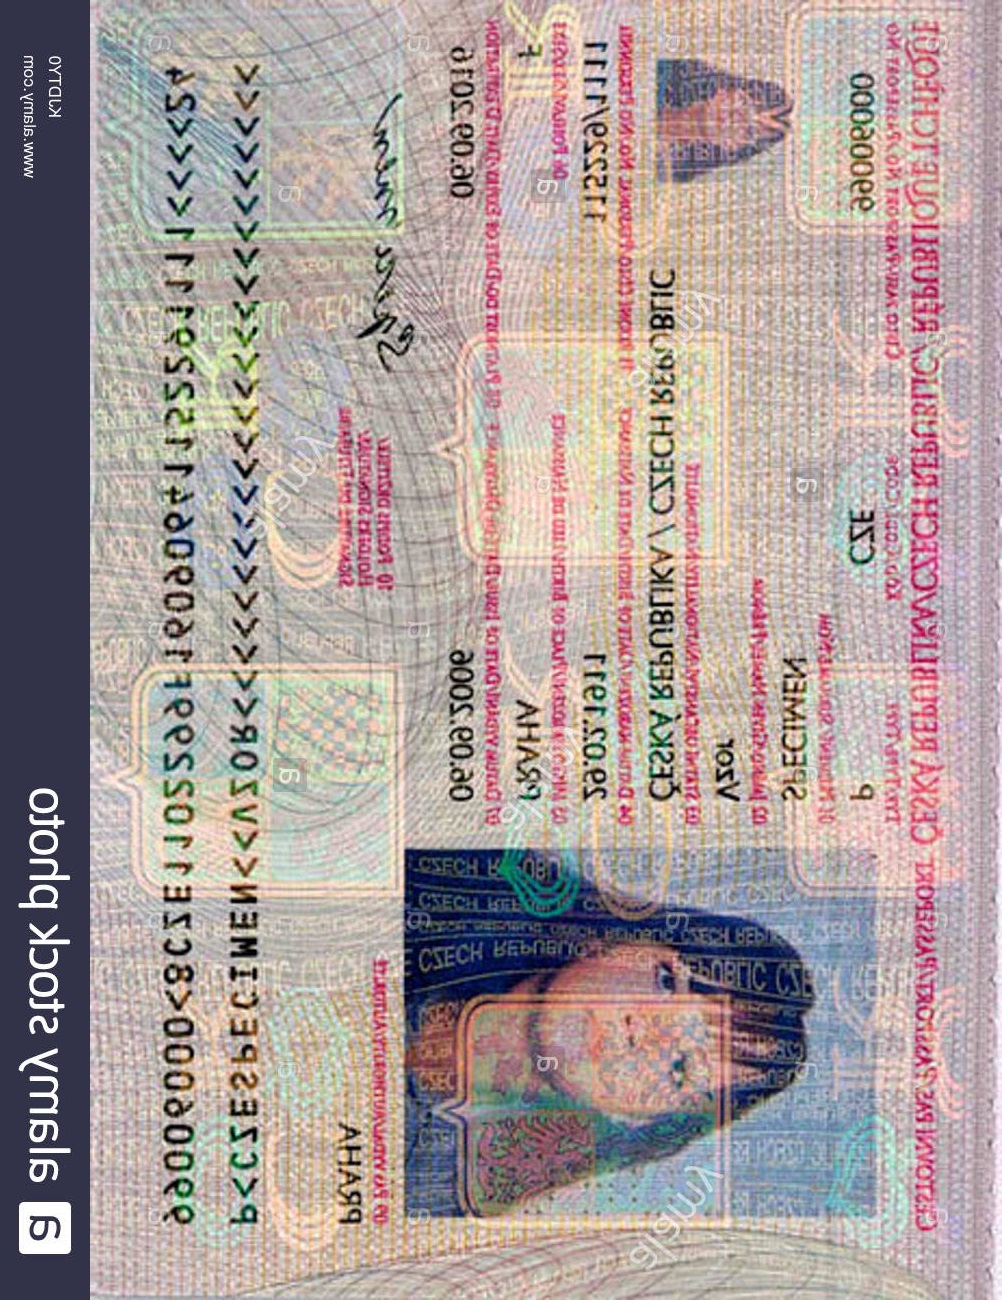 CESTOVNÍ PAS/PASSPORT/PASSEPORT ČESKÁ REPUBLIKA/CZECH REPUBLIC/RÉPUBLIQUE TCHÈQUE
TYP/TYPE/TYPE KÓD/CODE/CODE ČÍSLO PASU/PASSPORT NO./PASSEPORT NO
P CZE 99006000
01 PŘÍJMENÍ/SURNAME/NOM
SPECIMEN
02 JMÉNO/GIVEN NAMES/PRÉNOM
Vzor
03 STÁTNÍ OBČANSTVÍ/NATIONALITY/NATIONALITÉ
ČESKÁ REPUBLIKA / CZECH REPUBLIC
04 DATUM NAROZENÍ/DATE OF BIRTH/DATE DE NAISSANCE 11 RODNÉ ČÍSLO/PERSONAL NO./NO PERSONNEL
29.02.1911 115229/1111
05 MÍSTO NAROZENÍ/PLACE OF BIRTH/LIEU DE NAISSANCE 06 POHLAVÍ/SEX/SEXE
PRAHA F
07 DATUM VYDÁNÍ/DATE OF ISSUE/DATE DE DÉLIVRANCE 08 PLATNOST DO/DATE OF EXPIRY/DATE D'EXPIRATION
06.09.2006 06.09.2016
09 PAS VYDAL/AUTHORITY/AUTORITÉ
PRAHA
10 PODPIS DRŽITELE/
HOLDER'S SIGNATURE/
SIGNATURE DU TITULAIRE
Specimen
P<CZESPECIMEN<<VZOR<<<<<<<<<<<<<<<<<<<<<<<<<
99006000<8CZE1102299F16090641152291111<<<<24
a alamy stock photo
KJDTY0
www.alamy.com